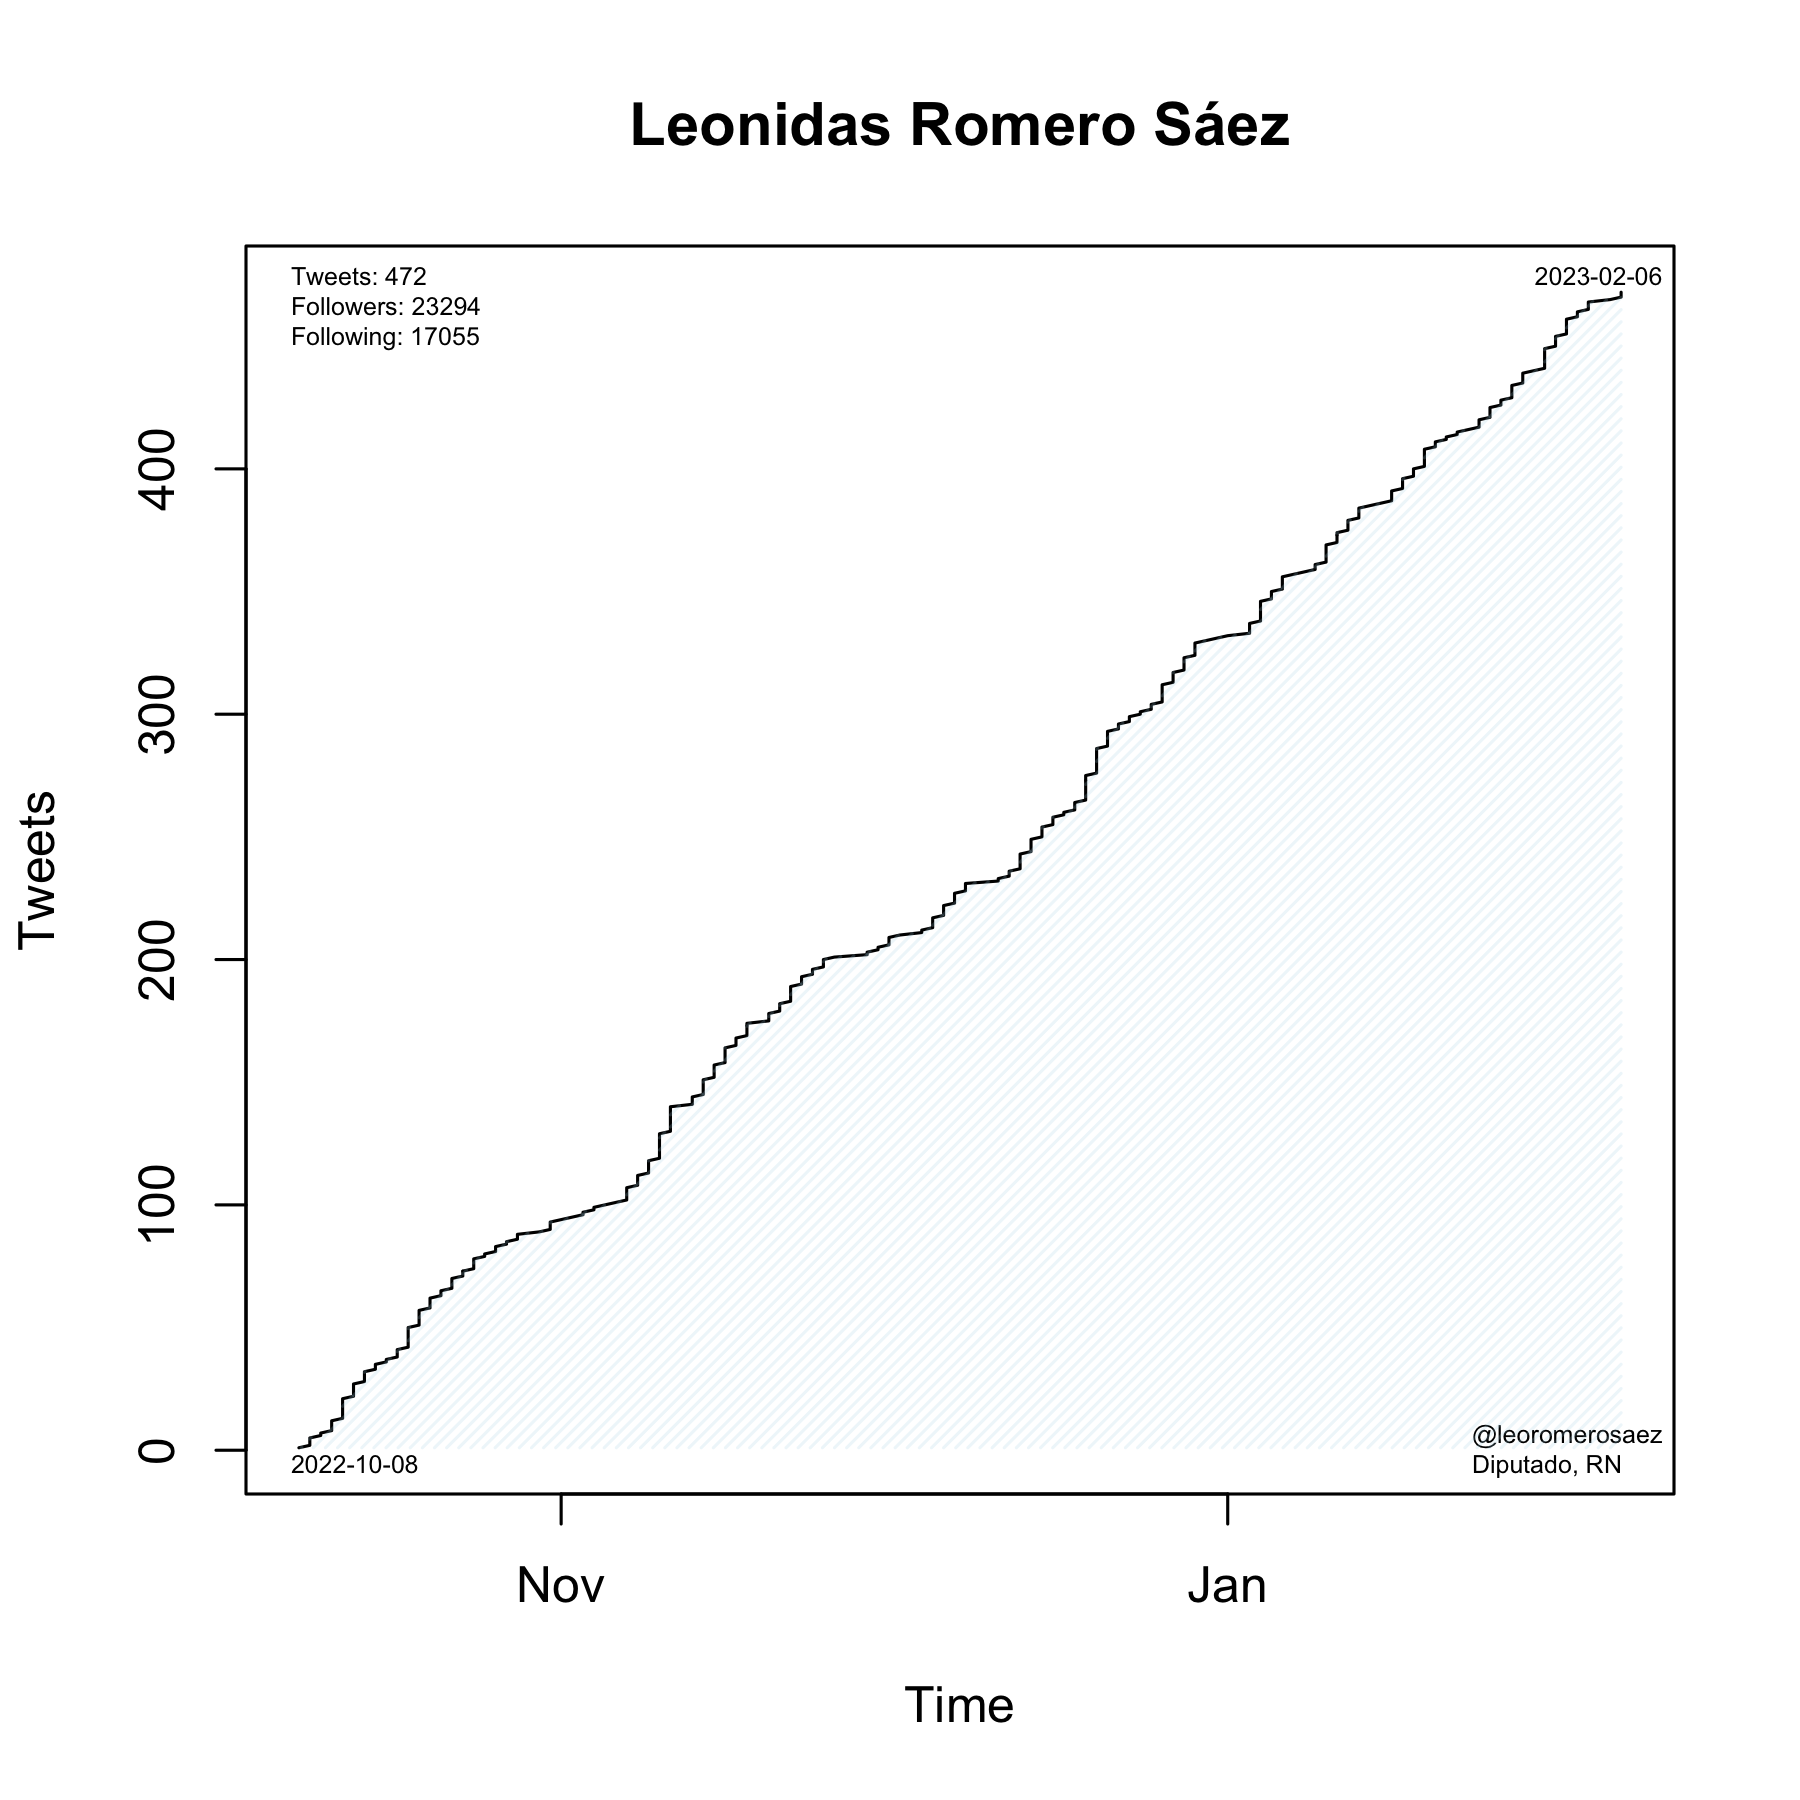 Leonidas Romero Sáez
Tweets: 472
Followers: 23294
Following: 17055
2023-02-06
Tweets
400
300
200
100
0
2022-10-08
@leoromerosaez
Diputado, RN
Nov
Jan
Time